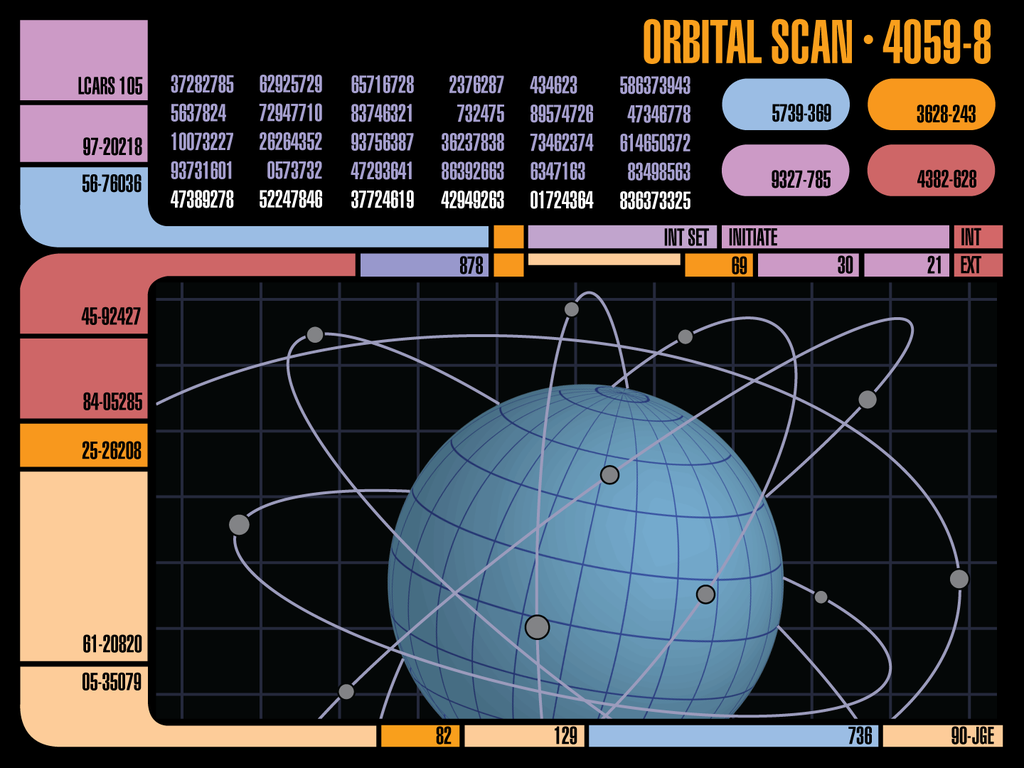 ORBITAL SCAN • 4059-8
LCARS 105
97-20218
56-76036
37282785 62925729 65716728 2376287 434623 586373943
5637824 72947710 83746321 732475 89574726 47346778
10073227 26264352 93756387 36237838 73462374 614650372
93731601 0573732 47293641 86392663 6347163 83498563
47389278 52247846 37724619 42949263 01724364 836373325
5739-369 3628-243
9327-785 4382-628
INT SET INITIATE INT
878 69 30 21 EXT
45-92427
84-05285
25-26208
61-20820
05-35079
82 129 736 90-JGE